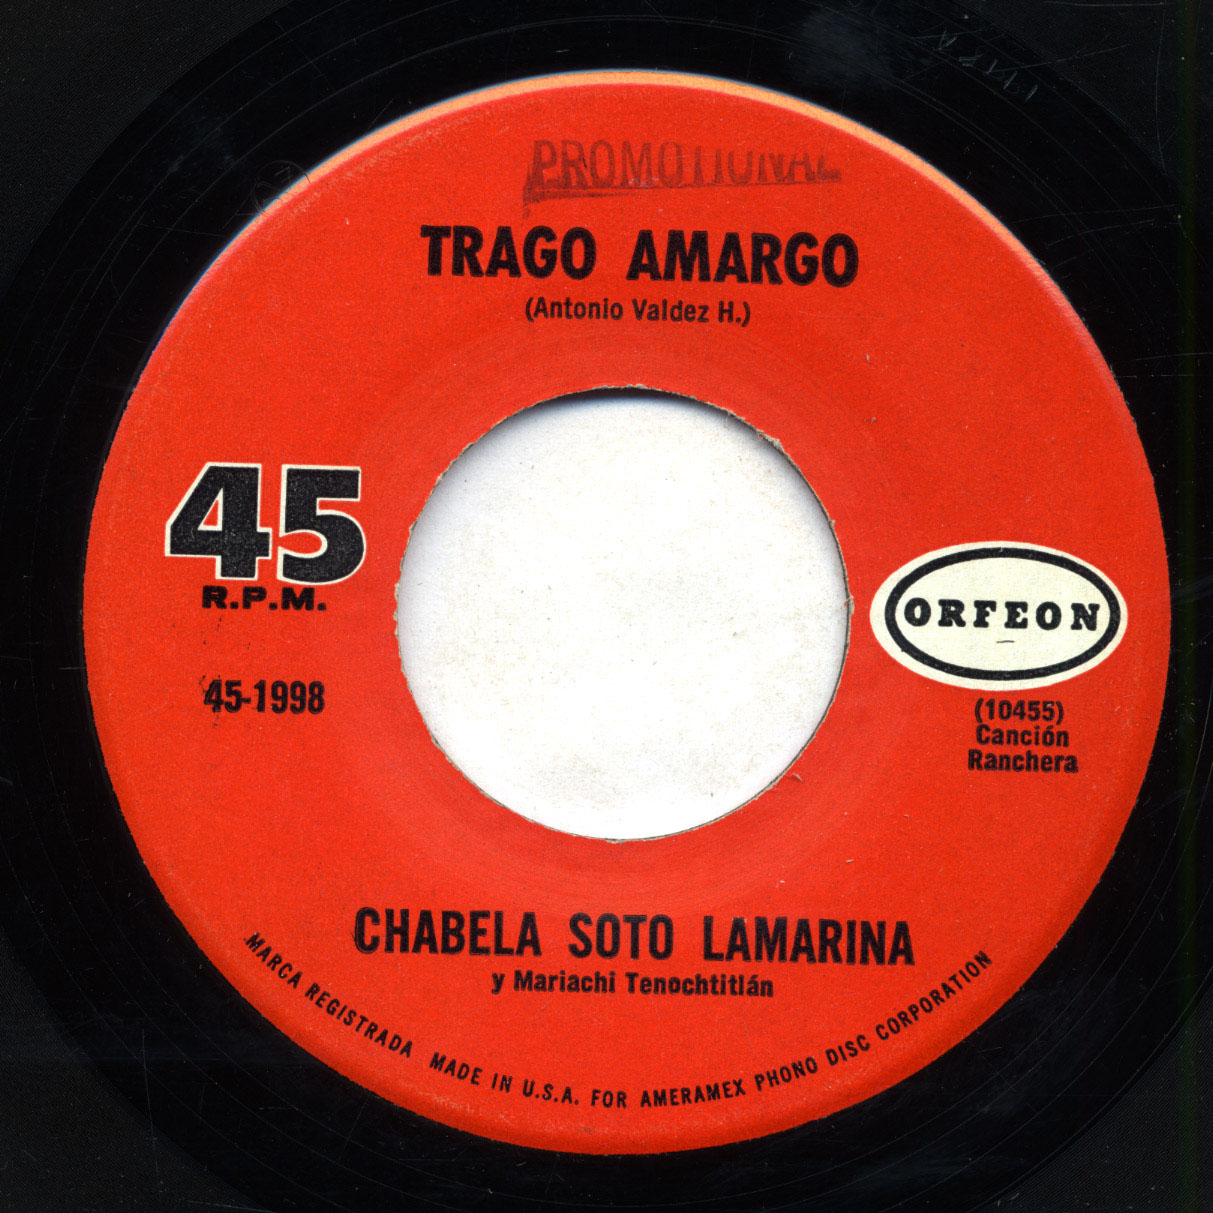 PROMOTIONAL
TRAGO AMARGO
(Antonio Valdez H.)
45
R.P.M.
45-1998
ORFEON
(10455)
Canción
Ranchera
CHABELA SOTO LAMARINA
y Mariachi Tenochtitlán
MARCA REGISTRADA MADE IN U.S.A. FOR AMERAMEX PHONO DISC CORPORATION